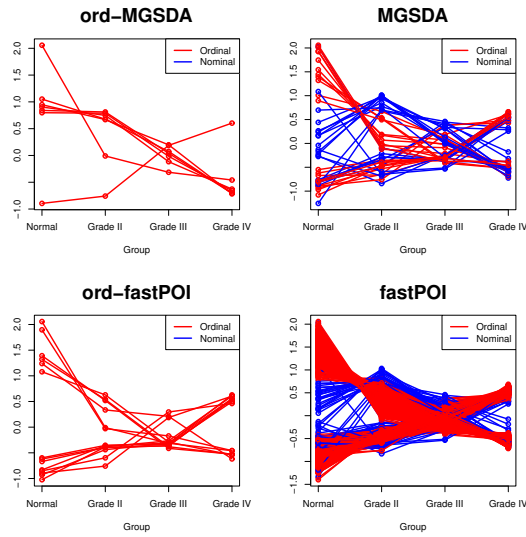 ord-MGSDA
MGSDA
2.0
1.5
1.0
0.5
0.0
−1.0
Ordinal
Nominal
Normal
Grade II
Grade III
Grade IV
Group
2.0
1.5
1.0
0.5
0.0
−1.0
Ordinal
Nominal
Normal
Grade II
Grade III
Grade IV
Group
ord-fastPOI
fastPOI
2.0
1.5
1.0
0.5
0.0
−1.0
Ordinal
Nominal
Normal
Grade II
Grade III
Grade IV
Group
2.0
1.5
1.0
0.5
−0.5
−1.5
Ordinal
Nominal
Normal
Grade II
Grade III
Grade IV
Group